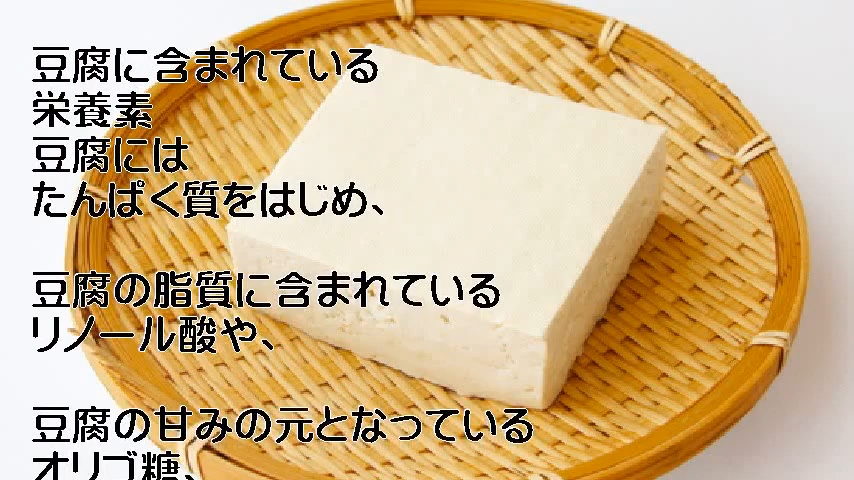 豆腐に含まれている
栄養素
豆腐には
たんぱく質をはじめ、
豆腐の脂質に含まれている
リノール酸や、
豆腐の甘みの元となっている
オリゴ糖、